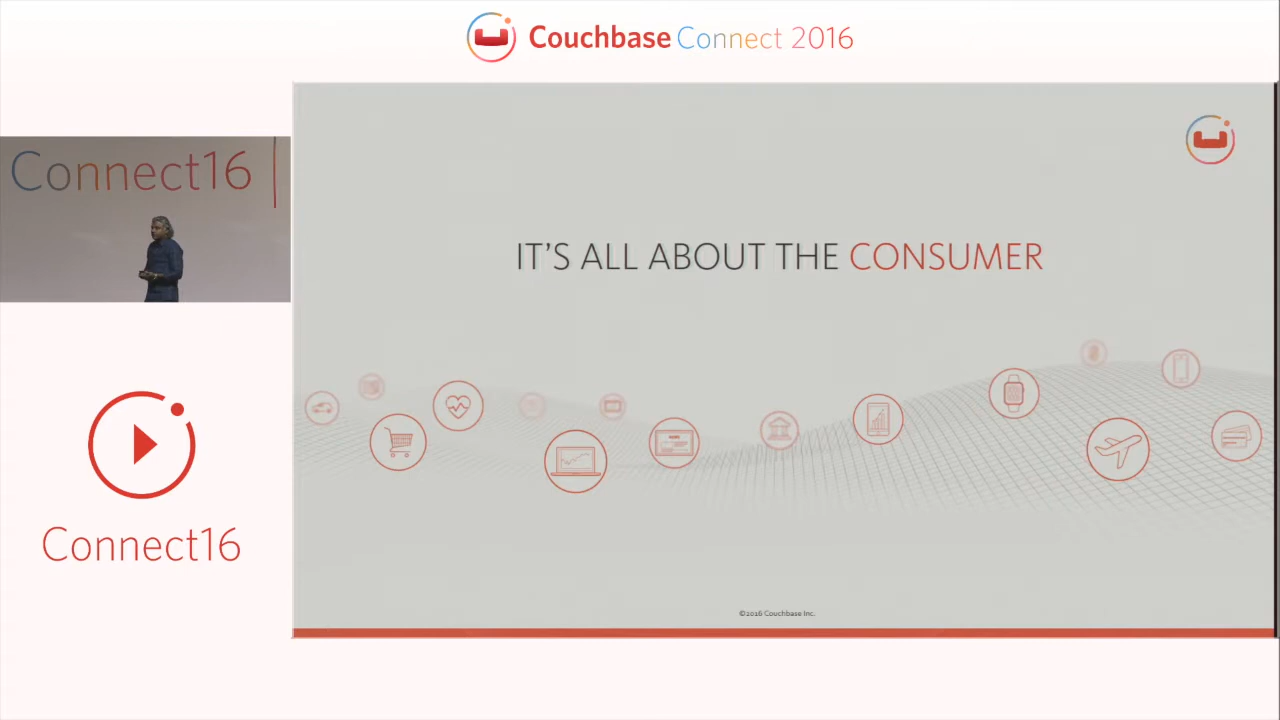 Couchbase Connect 2016
Connect16
IT'S ALL ABOUT THE CONSUMER
Connect16
©2016 Couchbase Inc.